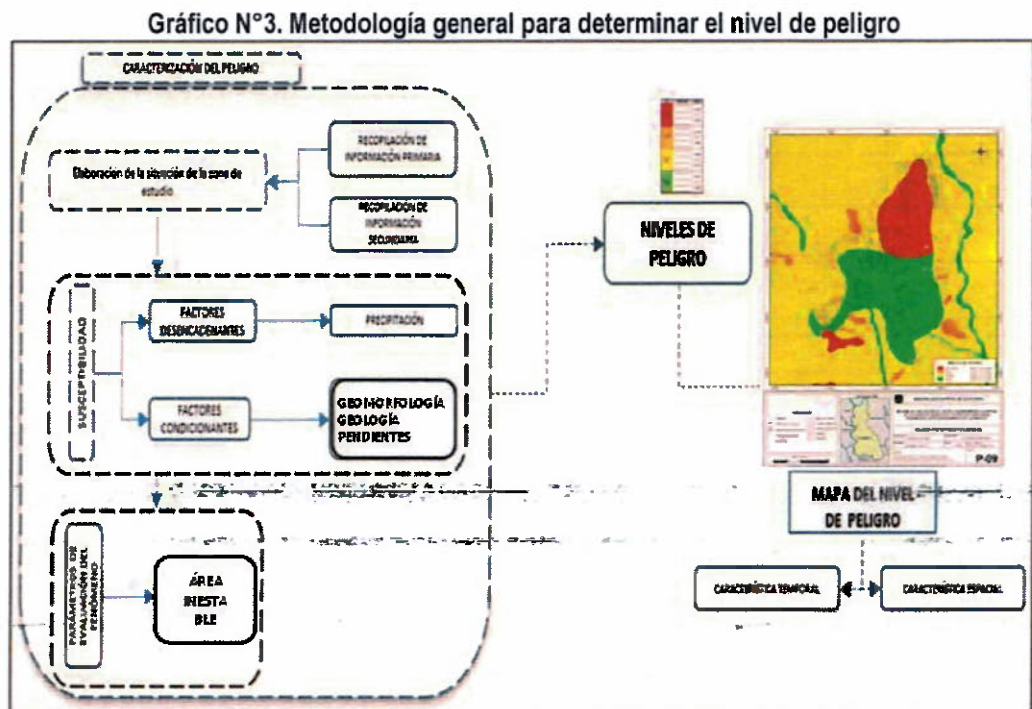 Gráfico N°3. Metodología general para determinar el nivel de peligro
CARACTERIZACIÓN DEL PELIGRO
RECOPILACIÓN DE
INFORMACIÓN PRIMARIA
Elaboración de la situación de la zona de
estudio
RECOPILACIÓN DE
INFORMACIÓN
SECUNDARIA
SUSCEPTIBILIDAD
FACTORES
DESENCADENANTES
PRECIPITACIÓN
FACTORES
CONDICIONANTES
GEOMORFOLOGÍA
GEOLOGÍA
PENDIENTES
PARÁMETROS DE
EVALUACIÓN DEL
FENÓMENO
ÁREA
INESTA
BLE
NIVELES DE
PELIGRO
P-09
MAPA DEL NIVEL
DE PELIGRO
CARACTERÍSTICA TEMPORAL
CARACTERÍSTICA ESPACIAL